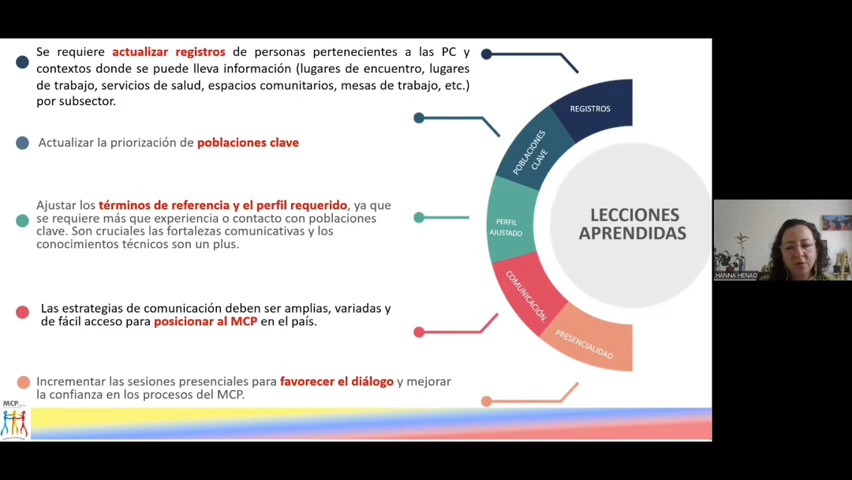 Se requiere actualizar registros de personas pertenecientes a las PC y
contextos donde se puede lleva información (lugares de encuentro, lugares
de trabajo, servicios de salud, espacios comunitarios, mesas de trabajo, etc.)
por subsector.
Actualizar la priorización de poblaciones clave
Ajustar los términos de referencia y el perfil requerido, ya que
se requiere más que experiencia o contacto con poblaciones
clave. Son cruciales las fortalezas comunicativas y los
conocimientos técnicos son un plus.
Las estrategias de comunicación deben ser amplias, variadas y
de fácil acceso para posicionar al MCP en el país.
Incrementar las sesiones presenciales para favorecer el diálogo y mejorar
la confianza en los procesos del MCP.
REGISTROS
POBLACIONES
CLAVE
PERFIL
AJUSTADO
COMUNICACIÓN.
PRESENCIALIDAD
LECCIONES
APRENDIDAS
MCP
HANNA HENAO